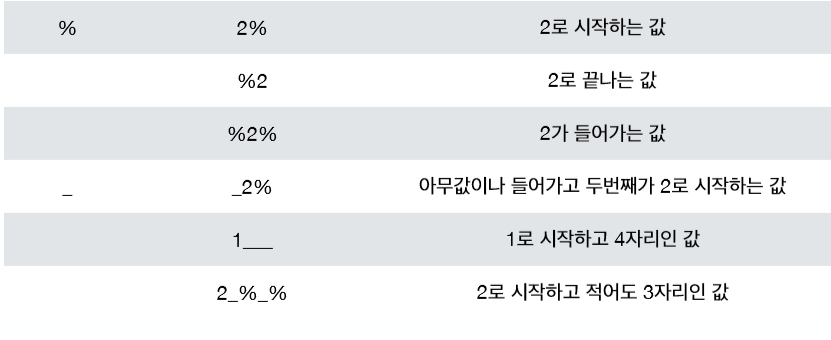 % 2% 2로 시작하는 값
%2 2로 끝나는 값
%2% 2가 들어가는 값
_ _2% 아무값이나 들어가고 두번째가 2로 시작하는 값
1___ 1로 시작하고 4자리인 값
2_%_% 2로 시작하고 적어도 3자리인 값